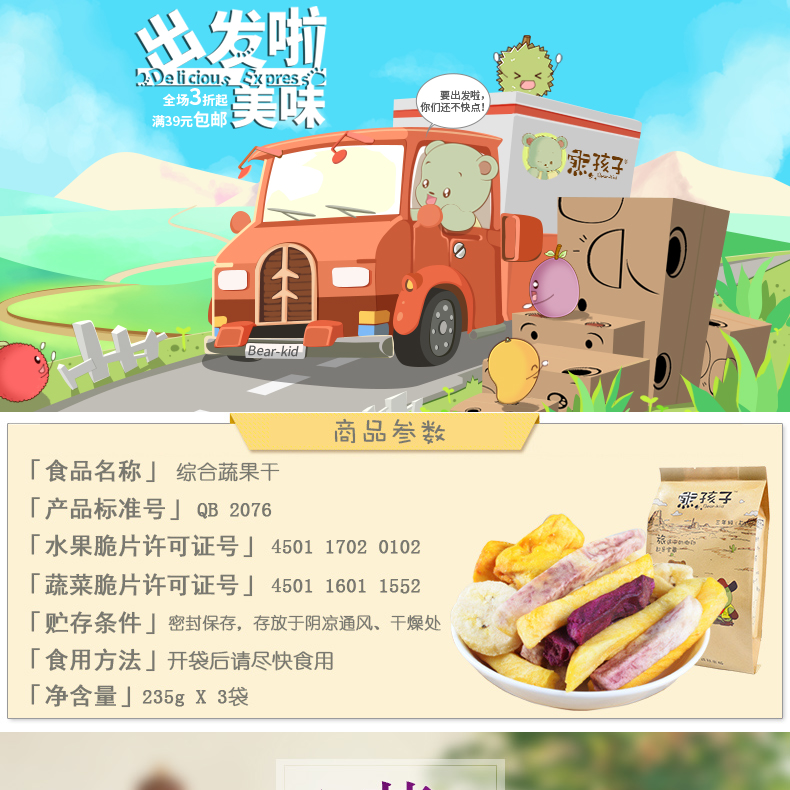 出发啦
Delicious Express
美味
全场3折起
满39元包邮
要出发啦，
你们还不快点！
熊孩子
Bear-Kid
Bear-kid
商品参数
「食品名称」 综合蔬果干
「产品标准号」 QB 2076
「水果脆片许可证号」 4501 1702 0102
「蔬菜脆片许可证号」 4501 1601 1552
「贮存条件」 密封保存，存放于阴凉通风、干燥处
「食用方法」 开袋后请尽快食用
「净含量」 235g X 3袋
熊孩子
Bear-Kid